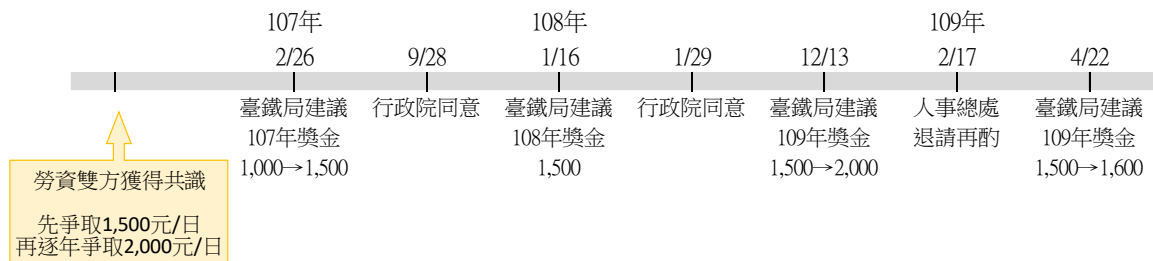 107年
108年
109年
2/26
9/28
1/16
1/29
12/13
2/17
4/22
臺鐵局建議
107年獎金
1,000→1,500
行政院同意
臺鐵局建議
108年獎金
1,500
行政院同意
臺鐵局建議
109年獎金
1,500→2,000
人事總處
退請再酌
臺鐵局建議
109年獎金
1,500→1,600
勞資雙方獲得共識
先爭取1,500元/日
再逐年爭取2,000元/日